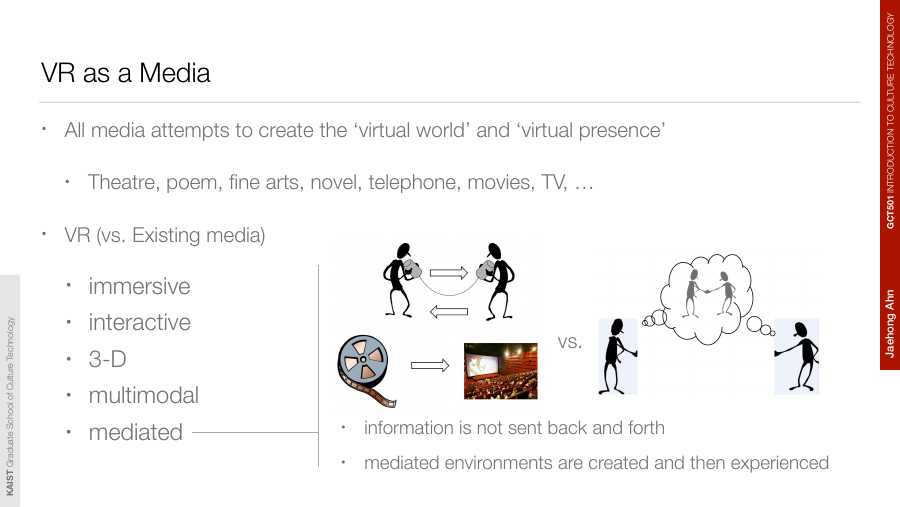 VR as a Media
• All media attempts to create the ‘virtual world’ and ‘virtual presence’
• Theatre, poem, fine arts, novel, telephone, movies, TV, …
• VR (vs. Existing media)
• immersive
• interactive
• 3-D
• multimodal
• mediated
vs.
• information is not sent back and forth
• mediated environments are created and then experienced
GCT501 INTRODUCTION TO CULTURE TECHNOLOGY
Jaehong Ahn
KAIST Graduate School of Culture Technology